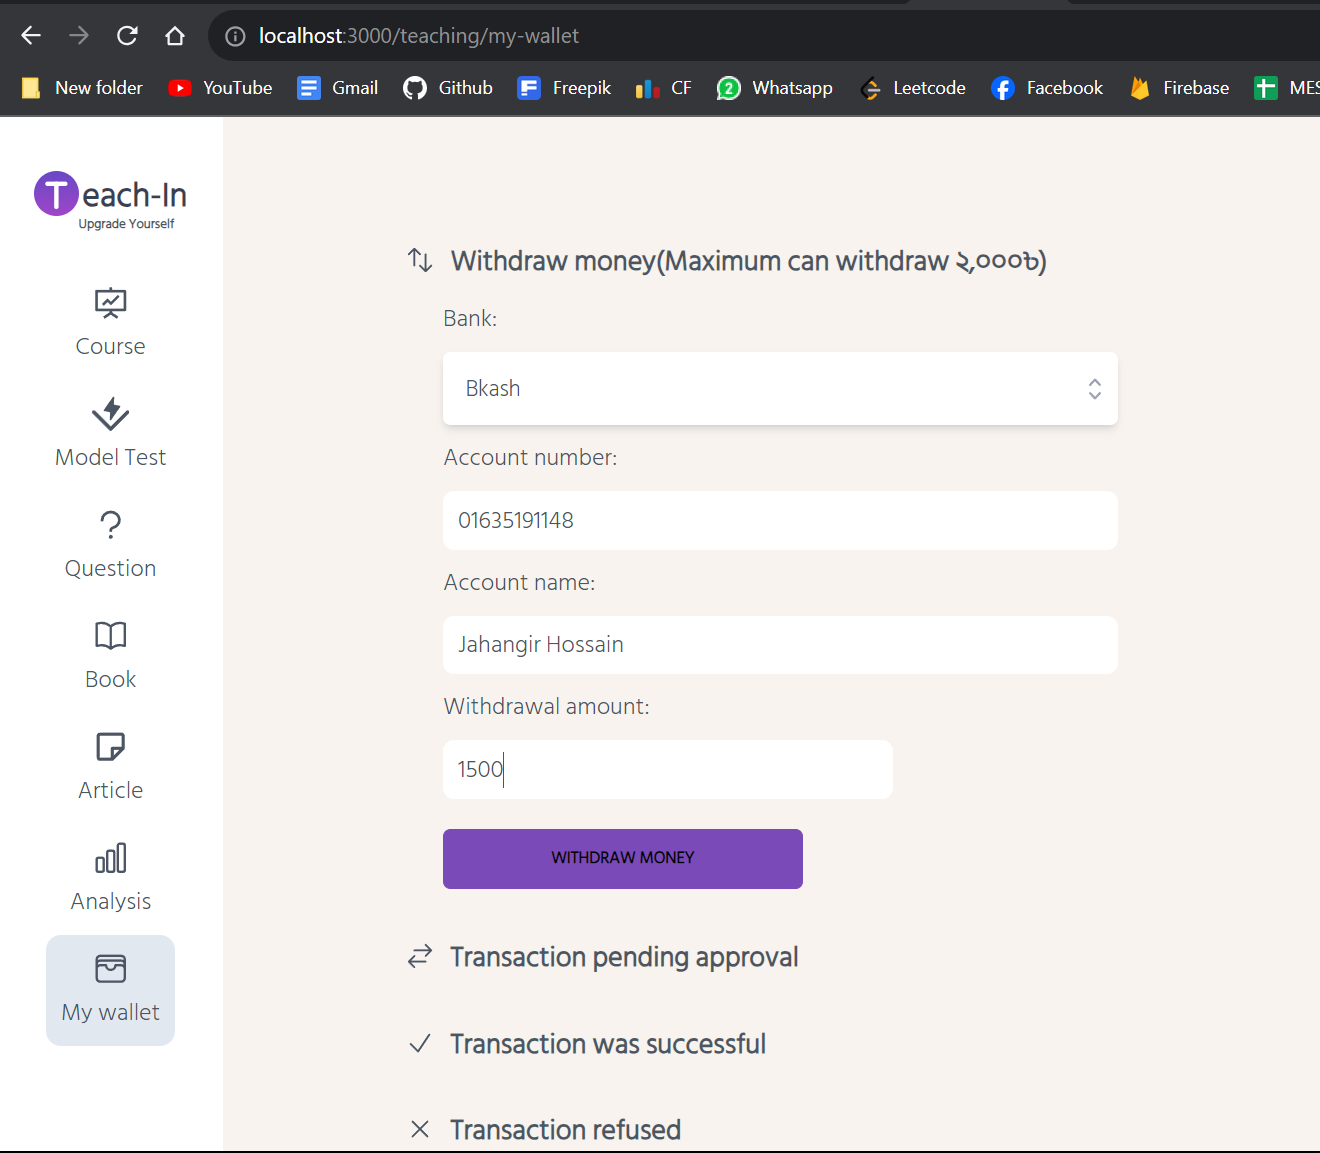 localhost:3000/teaching/my-wallet
New folder YouTube Gmail Github Freepik CF 2 Whatsapp Leetcode Facebook Firebase MES
Teach-In
Upgrade Yourself
Course
Model Test
Question
Book
Article
Analysis
My wallet
Withdraw money(Maximum can withdraw ২,০০০৳)
Bank:
Bkash
Account number:
01635191148
Account name:
Jahangir Hossain
Withdrawal amount:
1500
WITHDRAW MONEY
Transaction pending approval
Transaction was successful
Transaction refused